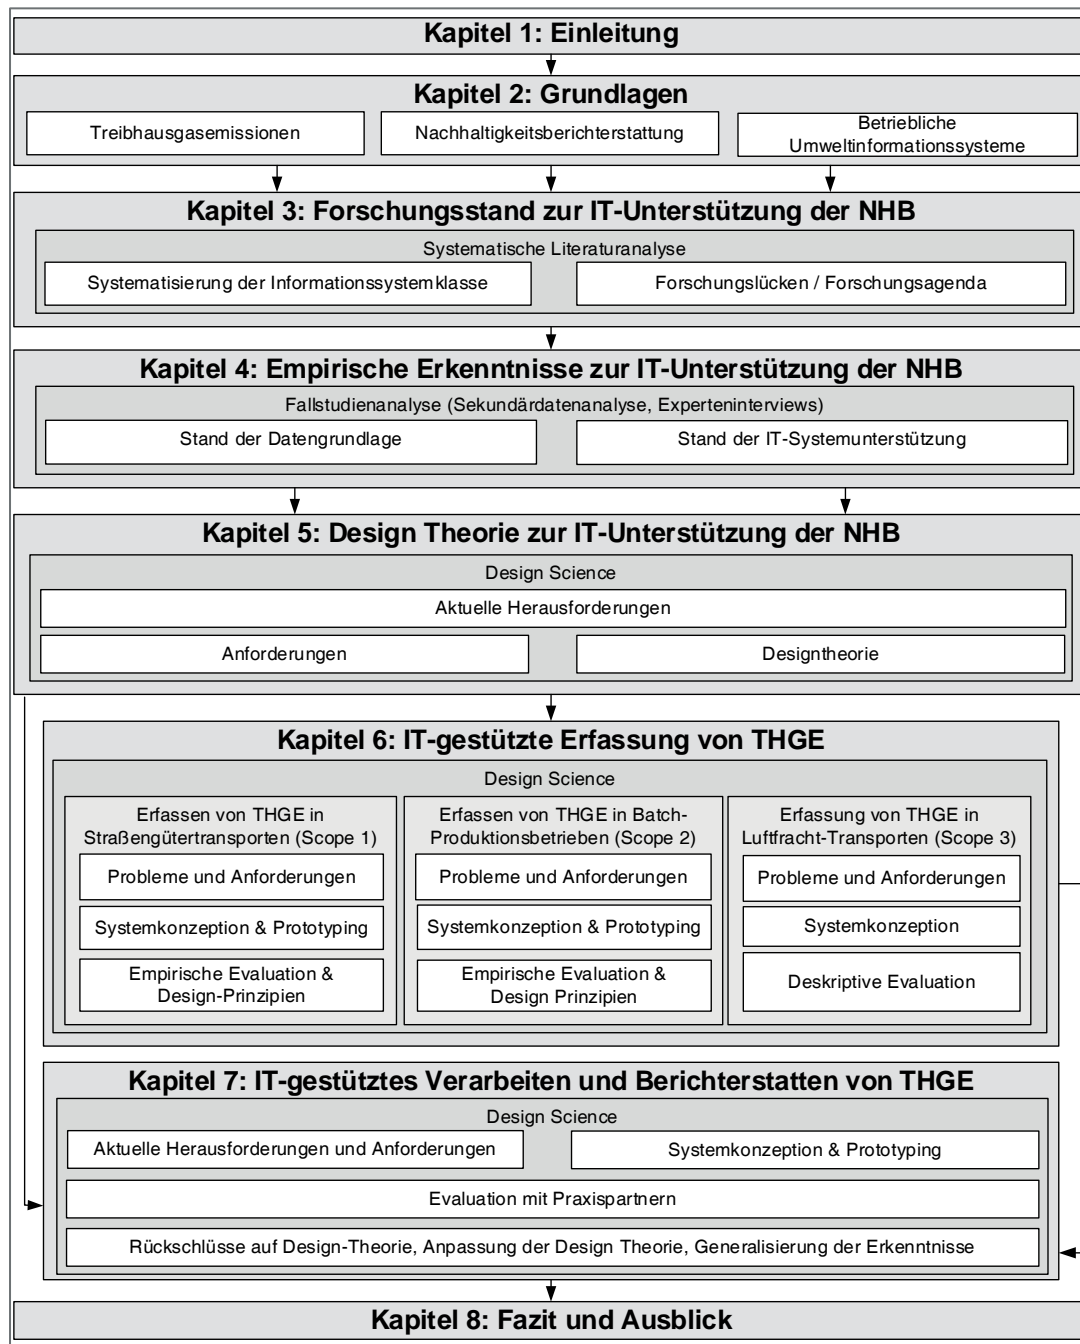 Kapitel 1: Einleitung
Kapitel 2: Grundlagen
Treibhausgasemissionen
Nachhaltigkeitsberichterstattung
Betriebliche
Umweltinformationssysteme
Kapitel 3: Forschungsstand zur IT-Unterstützung der NHB
Systematische Literaturanalyse
Systematisierung der Informationssystemklasse
Forschungslücken / Forschungsagenda
Kapitel 4: Empirische Erkenntnisse zur IT-Unterstützung der NHB
Fallstudienanalyse (Sekundärdatenanalyse, Experteninterviews)
Stand der Datengrundlage
Stand der IT-Systemunterstützung
Kapitel 5: Design Theorie zur IT-Unterstützung der NHB
Design Science
Aktuelle Herausforderungen
Anforderungen
Designtheorie
Kapitel 6: IT-gestützte Erfassung von THGE
Design Science
Erfassen von THGE in
Straßengütertransporten (Scope 1)
Probleme und Anforderungen
Systemkonzeption & Prototyping
Empirische Evaluation &
Design-Prinzipien
Erfassen von THGE in Batch-
Produktionsbetrieben (Scope 2)
Probleme und Anforderungen
Systemkonzeption & Prototyping
Empirische Evaluation &
Design Prinzipien
Erfassung von THGE in
Luftfracht-Transporten (Scope 3)
Probleme und Anforderungen
Systemkonzeption
Deskriptive Evaluation
Kapitel 7: IT-gestütztes Verarbeiten und Berichterstatten von THGE
Design Science
Aktuelle Herausforderungen und Anforderungen
Systemkonzeption & Prototyping
Evaluation mit Praxispartnern
Rückschlüsse auf Design-Theorie, Anpassung der Design Theorie, Generalisierung der Erkenntnisse
Kapitel 8: Fazit und Ausblick